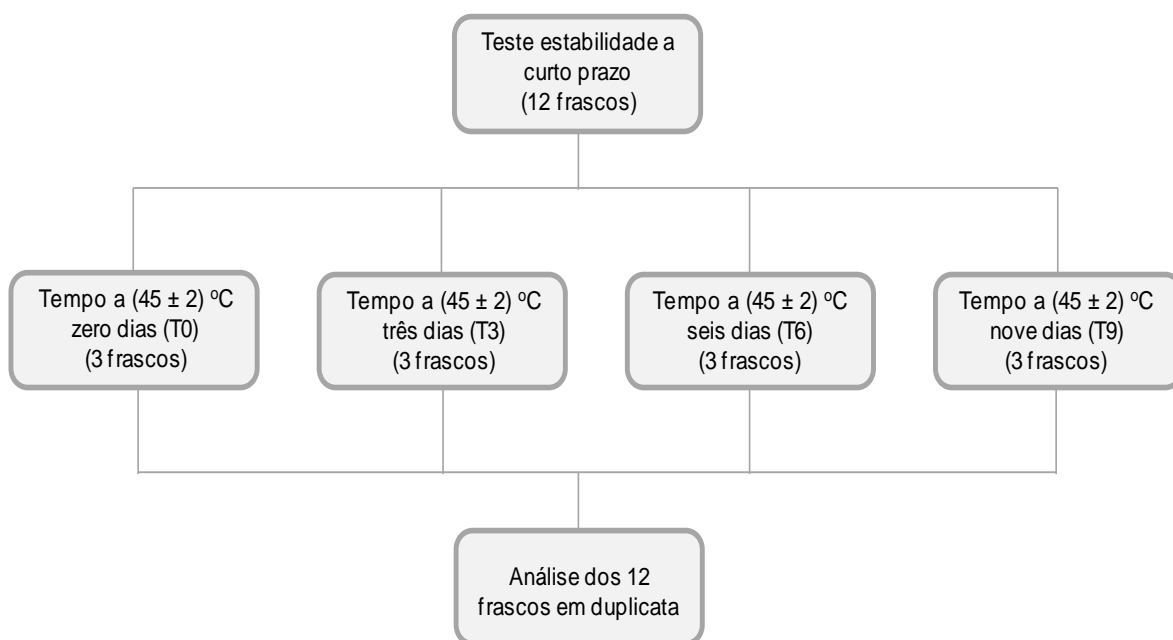 Teste estabilidade a
curto prazo
(12 frascos)
Tempo a (45 ± 2) ºC
zero dias (T0)
(3 frascos)
Tempo a (45 ± 2) ºC
três dias (T3)
(3 frascos)
Tempo a (45 ± 2) ºC
seis dias (T6)
(3 frascos)
Tempo a (45 ± 2) ºC
nove dias (T9)
(3 frascos)
Análise dos 12
frascos em duplicata